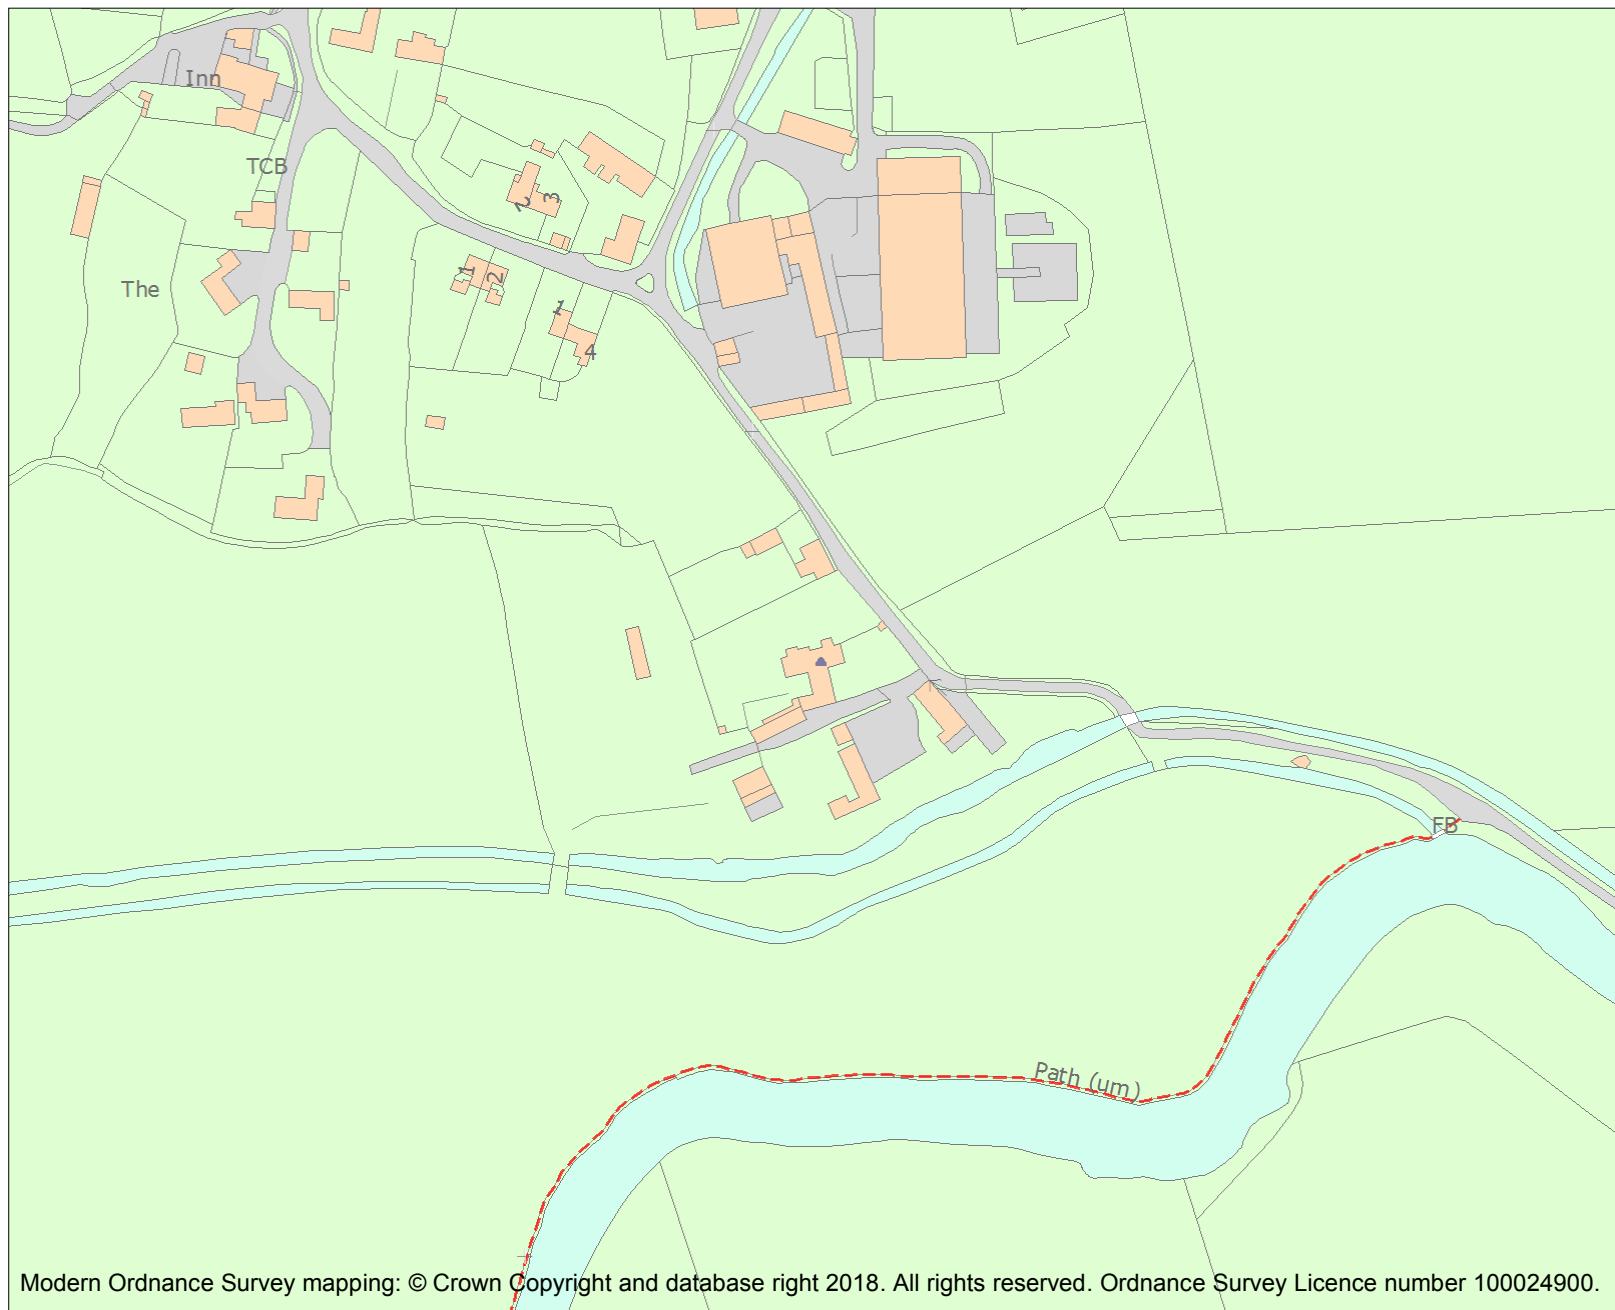 Inn
TCB
2
3
1
2
The
1
4
FB
Path (um)
Modern Ordnance Survey mapping: © Crown Copyright and database right 2018. All rights reserved. Ordnance Survey Licence number 100024900.